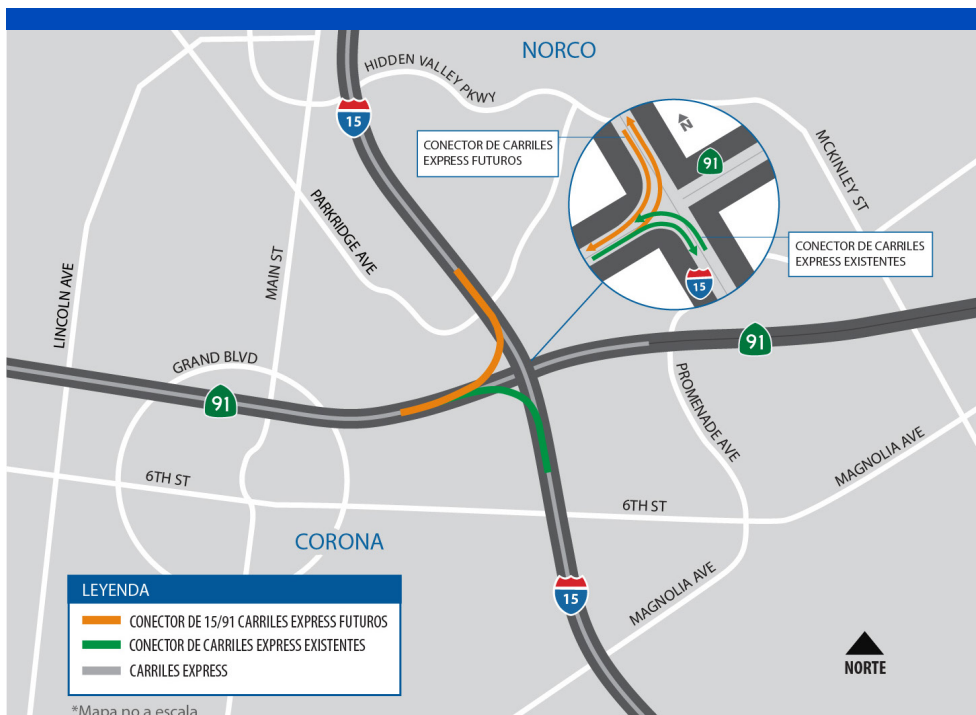 NORCO
HIDDEN VALLEY PKWY
15
CONECTOR DE CARRILES
EXPRESS FUTUROS
N
91
MCKINLEY ST
PARKRIDGE AVE
MAIN ST
LINCOLN AVE
CONECTOR DE CARRILES
EXPRESS EXISTENTES
15
91
GRAND BLVD
91
PROMENADE AVE
MAGNOLIA AVE
6TH ST
6TH ST
CORONA
15
MAGNOLIA AVE
LEYENDA
CONECTOR DE 15/91 CARRILES EXPRESS FUTUROS
CONECTOR DE CARRILES EXPRESS EXISTENTES
CARRILES EXPRESS
NORTE
*Mapa no a escala